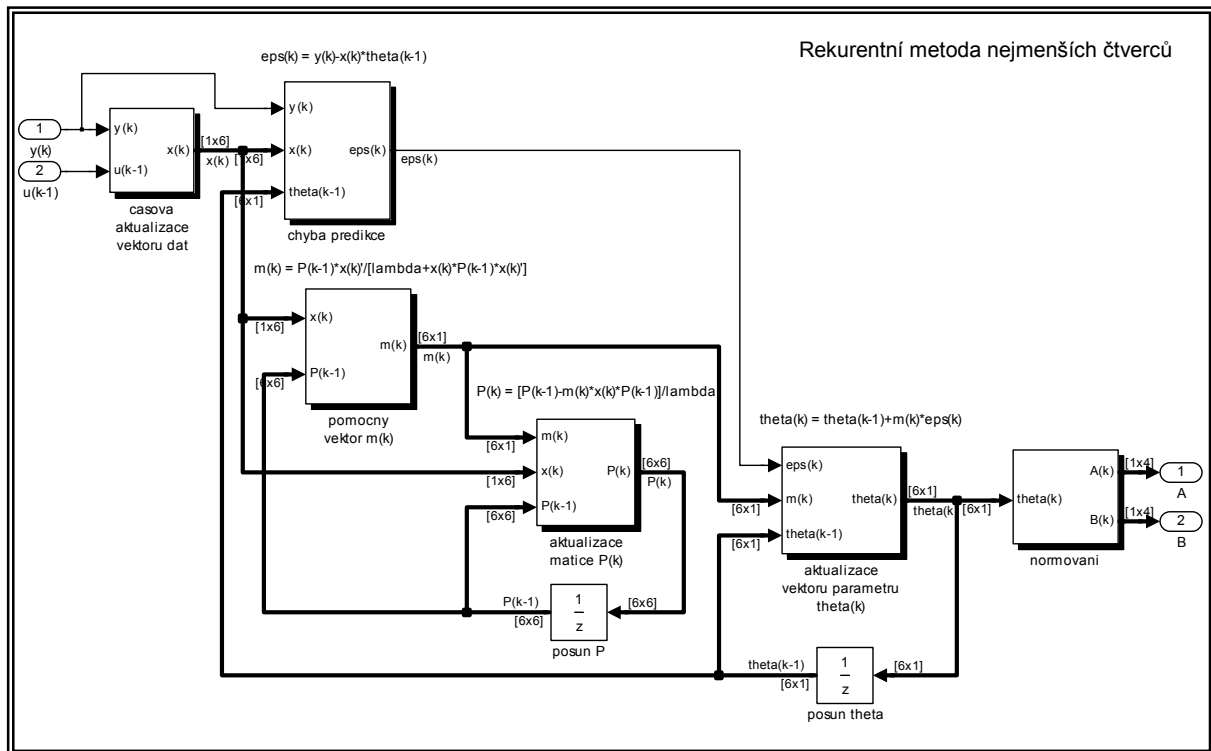 Rekurentní metoda nejmenších čtverců
eps(k) = y(k)-x(k)*theta(k-1)
1
y(k)
2
u(k-1)
y(k)
u(k-1)
x(k)
casova
aktualizace
vektoru dat
[1x6]
x(k)
[1x6]
[6x1]
y(k)
x(k)
theta(k-1)
eps(k)
chyba predikce
eps(k)
m(k) = P(k-1)*x(k)'/[lambda+x(k)*P(k-1)*x(k)']
[1x6]
[6x6]
x(k)
P(k-1)
m(k)
pomocny
vektor m(k)
[6x1]
m(k)
P(k) = [P(k-1)-m(k)*x(k)*P(k-1)]/lambda
[6x1]
[1x6]
[6x6]
m(k)
x(k)
P(k-1)
P(k)
aktualizace
matice P(k)
[6x6]
P(k)
P(k-1)
[6x6]
1
z
[6x6]
posun P
theta(k) = theta(k-1)+m(k)*eps(k)
[6x1]
[6x1]
eps(k)
m(k)
theta(k-1)
theta(k)
aktualizace
vektoru parametru
theta(k)
[6x1]
theta(k
[6x1]
theta(k)
A(k)
B(k)
normovani
[1x4]
1
A
[1x4]
2
B
theta(k-1)
[6x1]
1
z
[6x1]
posun theta